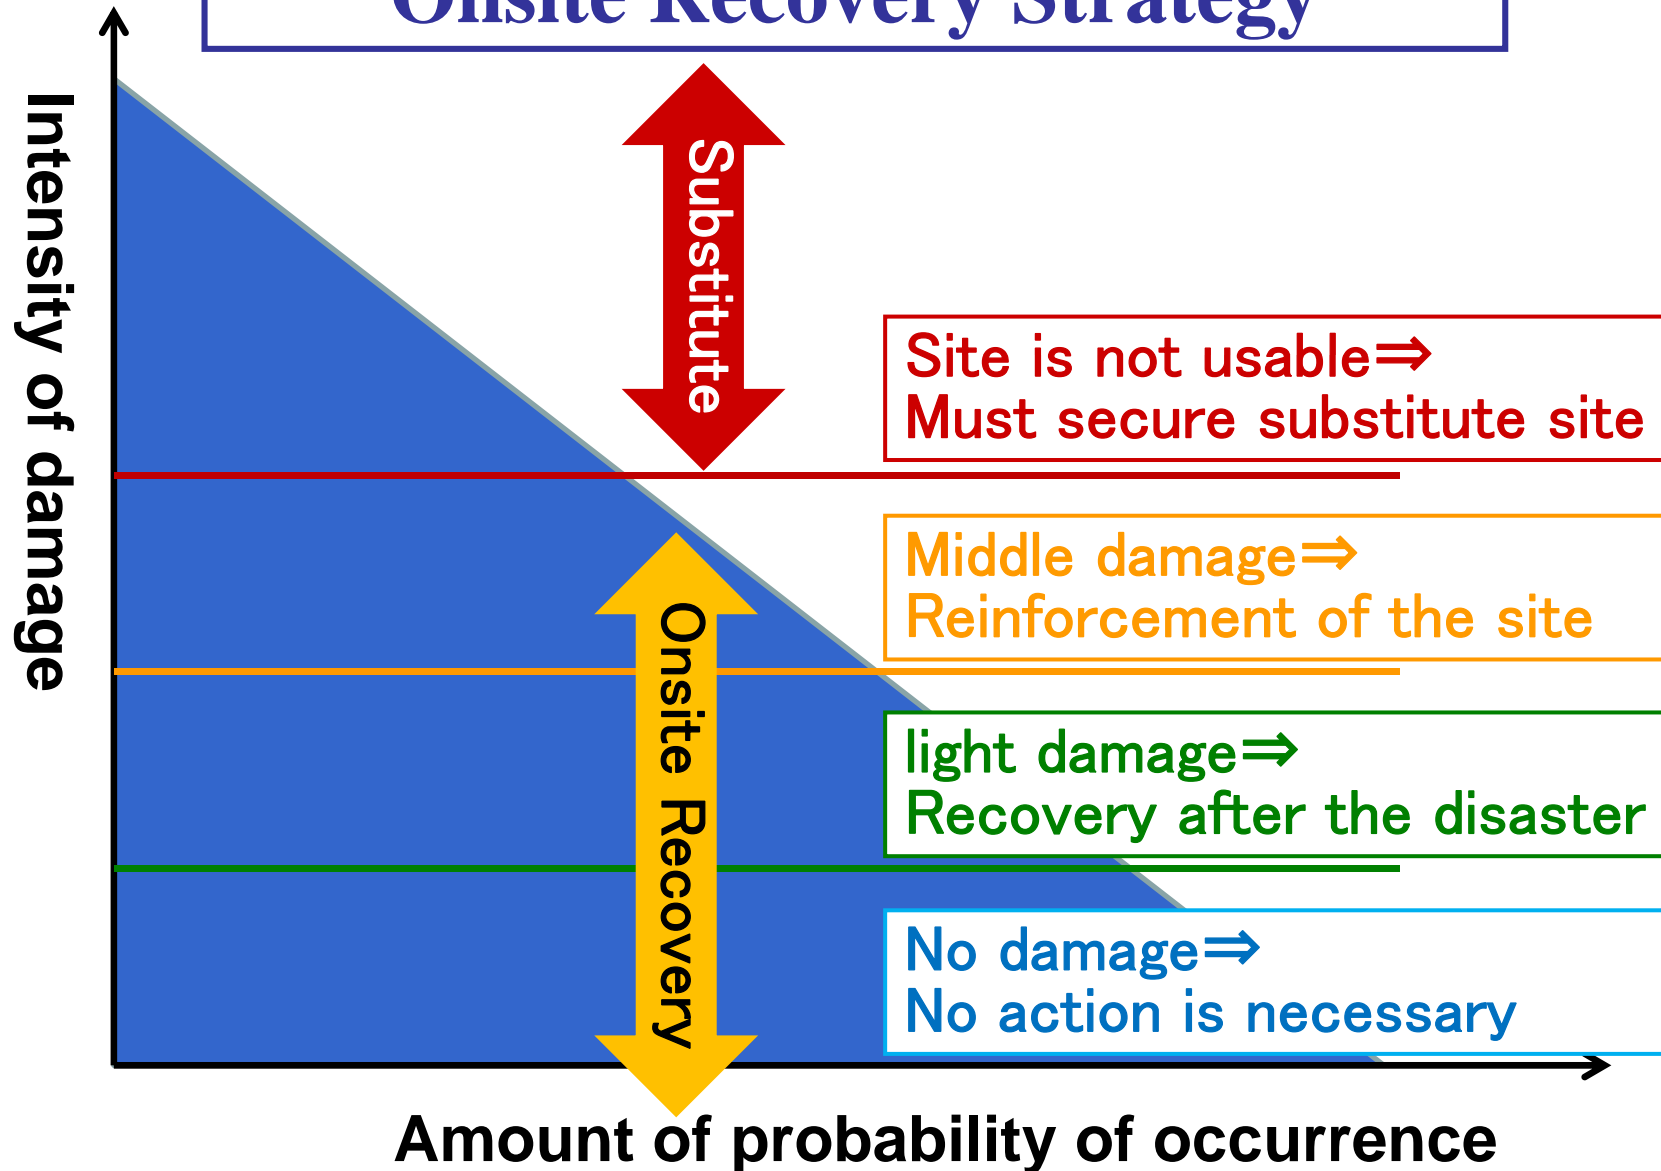 Onsite Recovery Strategy
Intensity of damage
Substitute
Site is not usable⇒
Must secure substitute site
Middle damage⇒
Reinforcement of the site
Onsite Recovery
light damage⇒
Recovery after the disaster
No damage⇒
No action is necessary
Amount of probability of occurrence